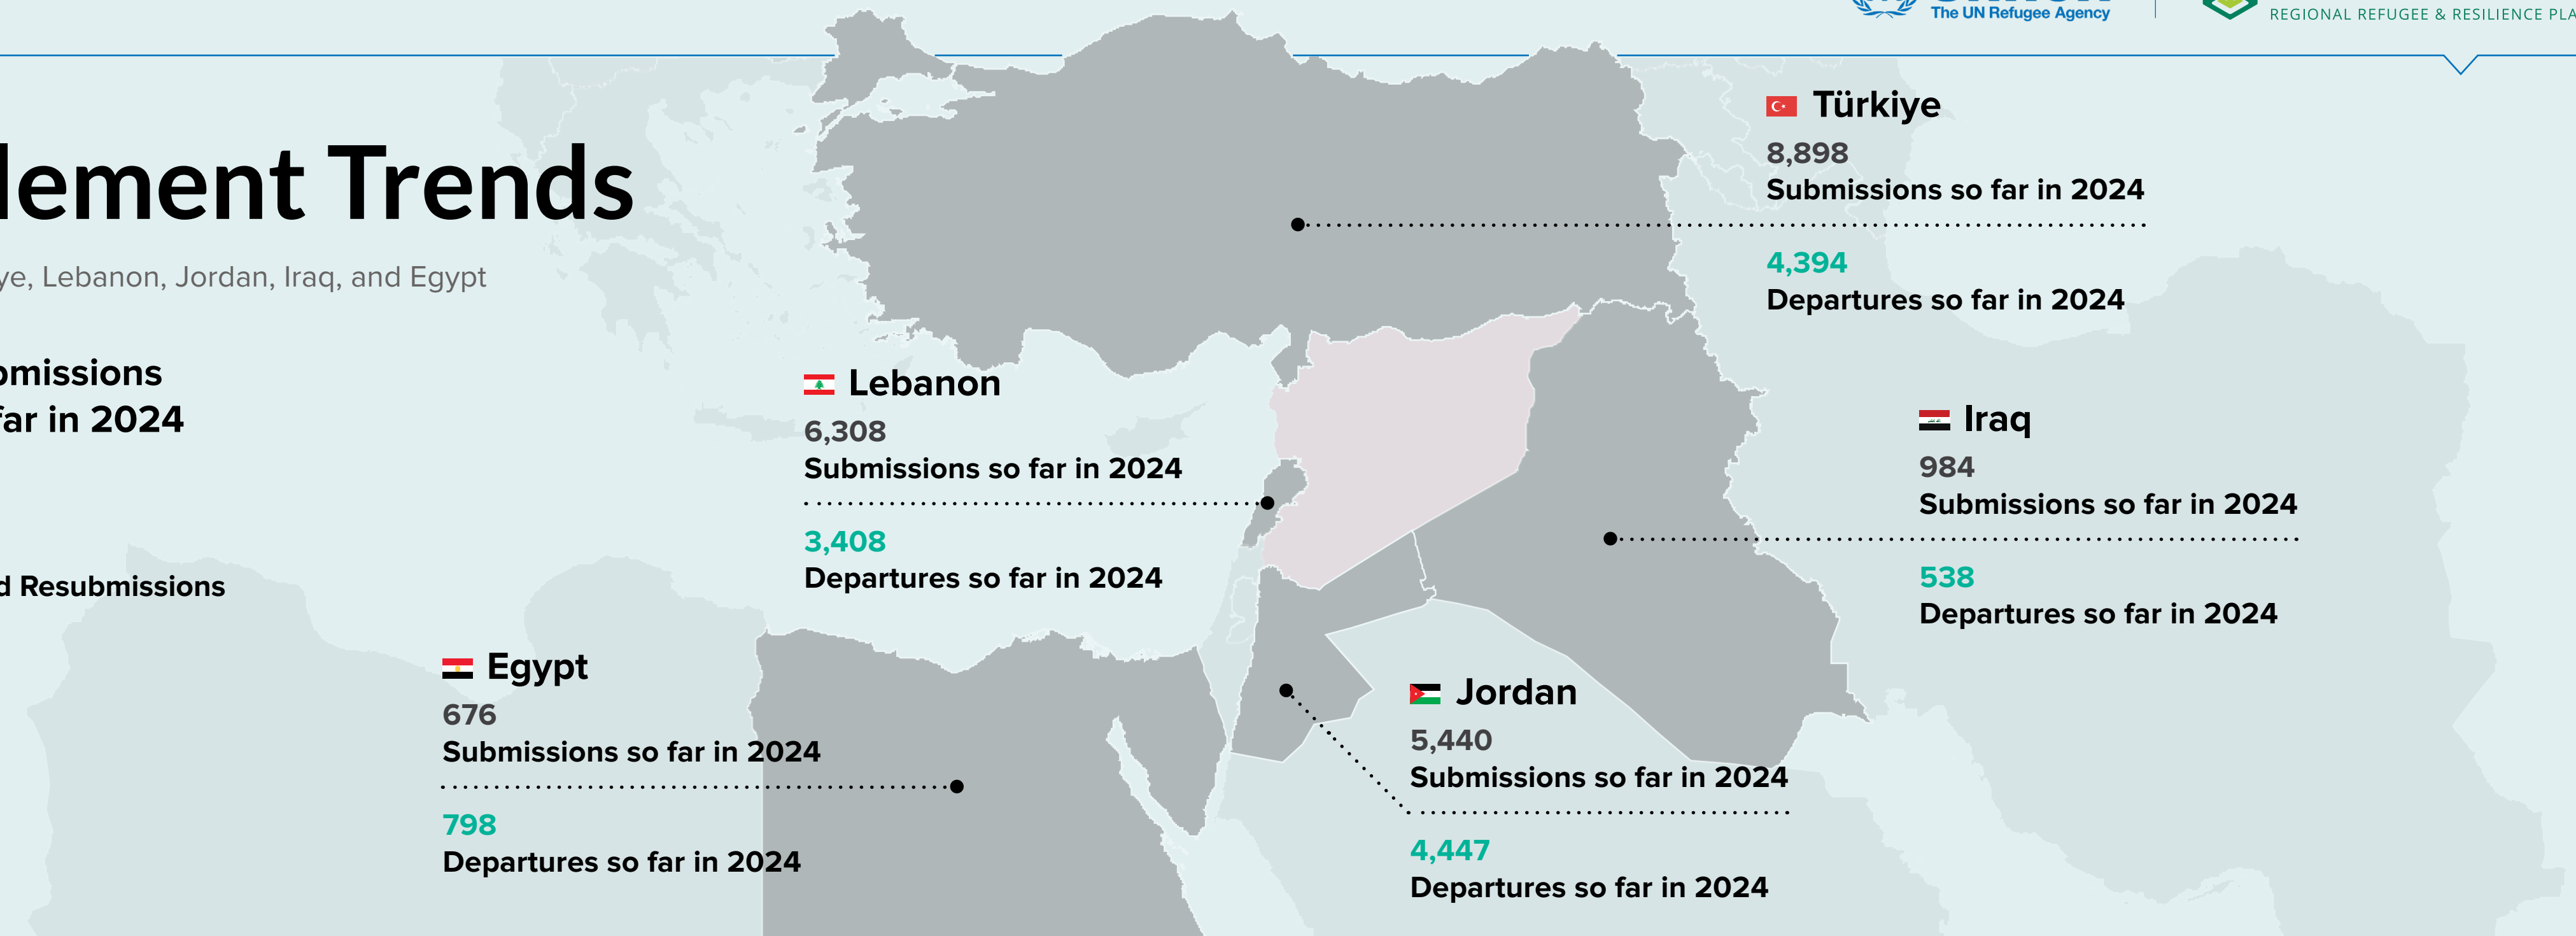 The UN Refugee Agency
REGIONAL REFUGEE & RESILIENCE
Trends
Lebanon, Jordan, Iraq, and Egypt
far in 2024
Resubmissions
Türkiye
8,898
Submissions so far in 2024
4,394
Departures so far in 2024
Lebanon
6,308
Submissions so far in 2024
3,408
Departures so far in 2024
Iraq
984
Submissions so far in 2024
538
Departures so far in 2024
Egypt
676
Submissions so far in 2024
798
Departures so far in 2024
Jordan
5,440
Submissions so far in 2024
4,447
Departures so far in 2024